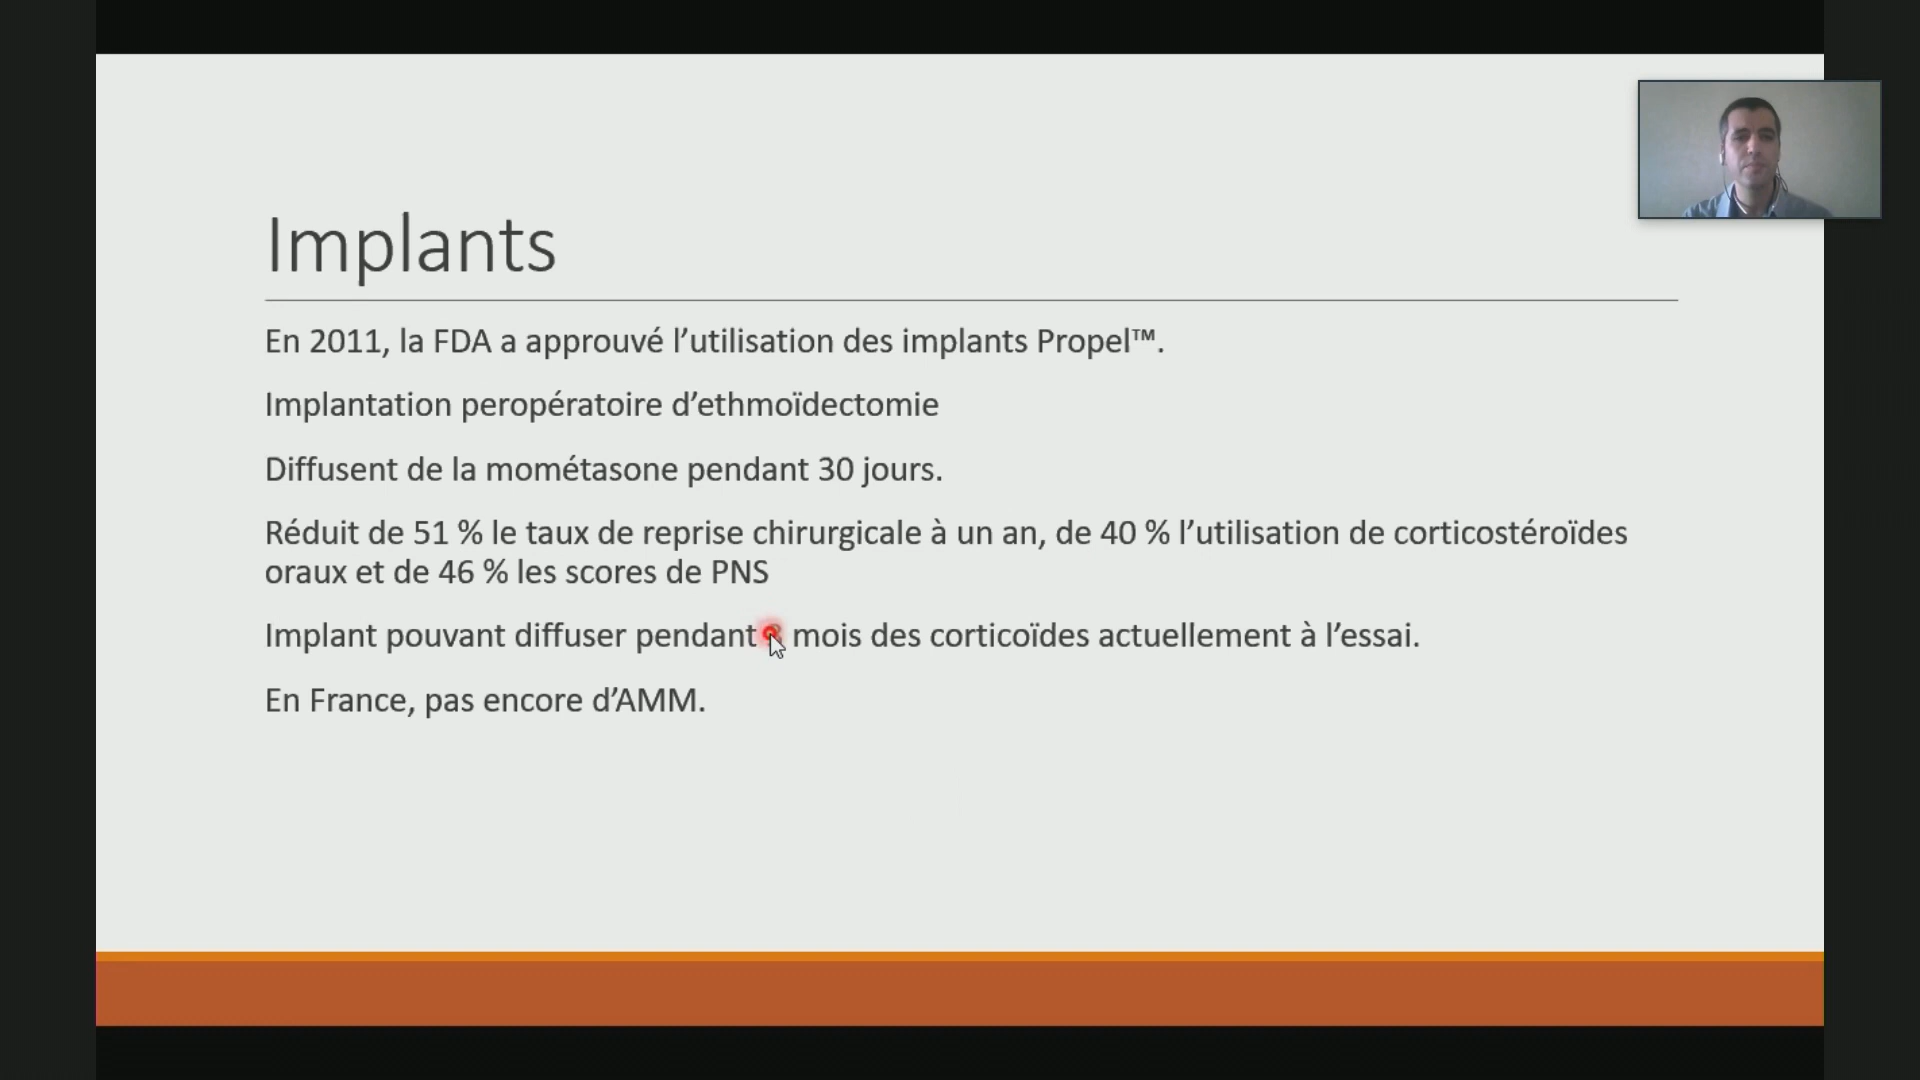 Implants
En 2011, la FDA a approuvé l’utilisation des implants Propel™.
Implantation peropératoire d’ethmoïdectomie
Diffusent de la mométasone pendant 30 jours.
Réduit de 51 % le taux de reprise chirurgicale à un an, de 40 % l’utilisation de corticostéroïdes
oraux et de 46 % les scores de PNS
Implant pouvant diffuser pendant mois des corticoïdes actuellement à l’essai.
En France, pas encore d’AMM.